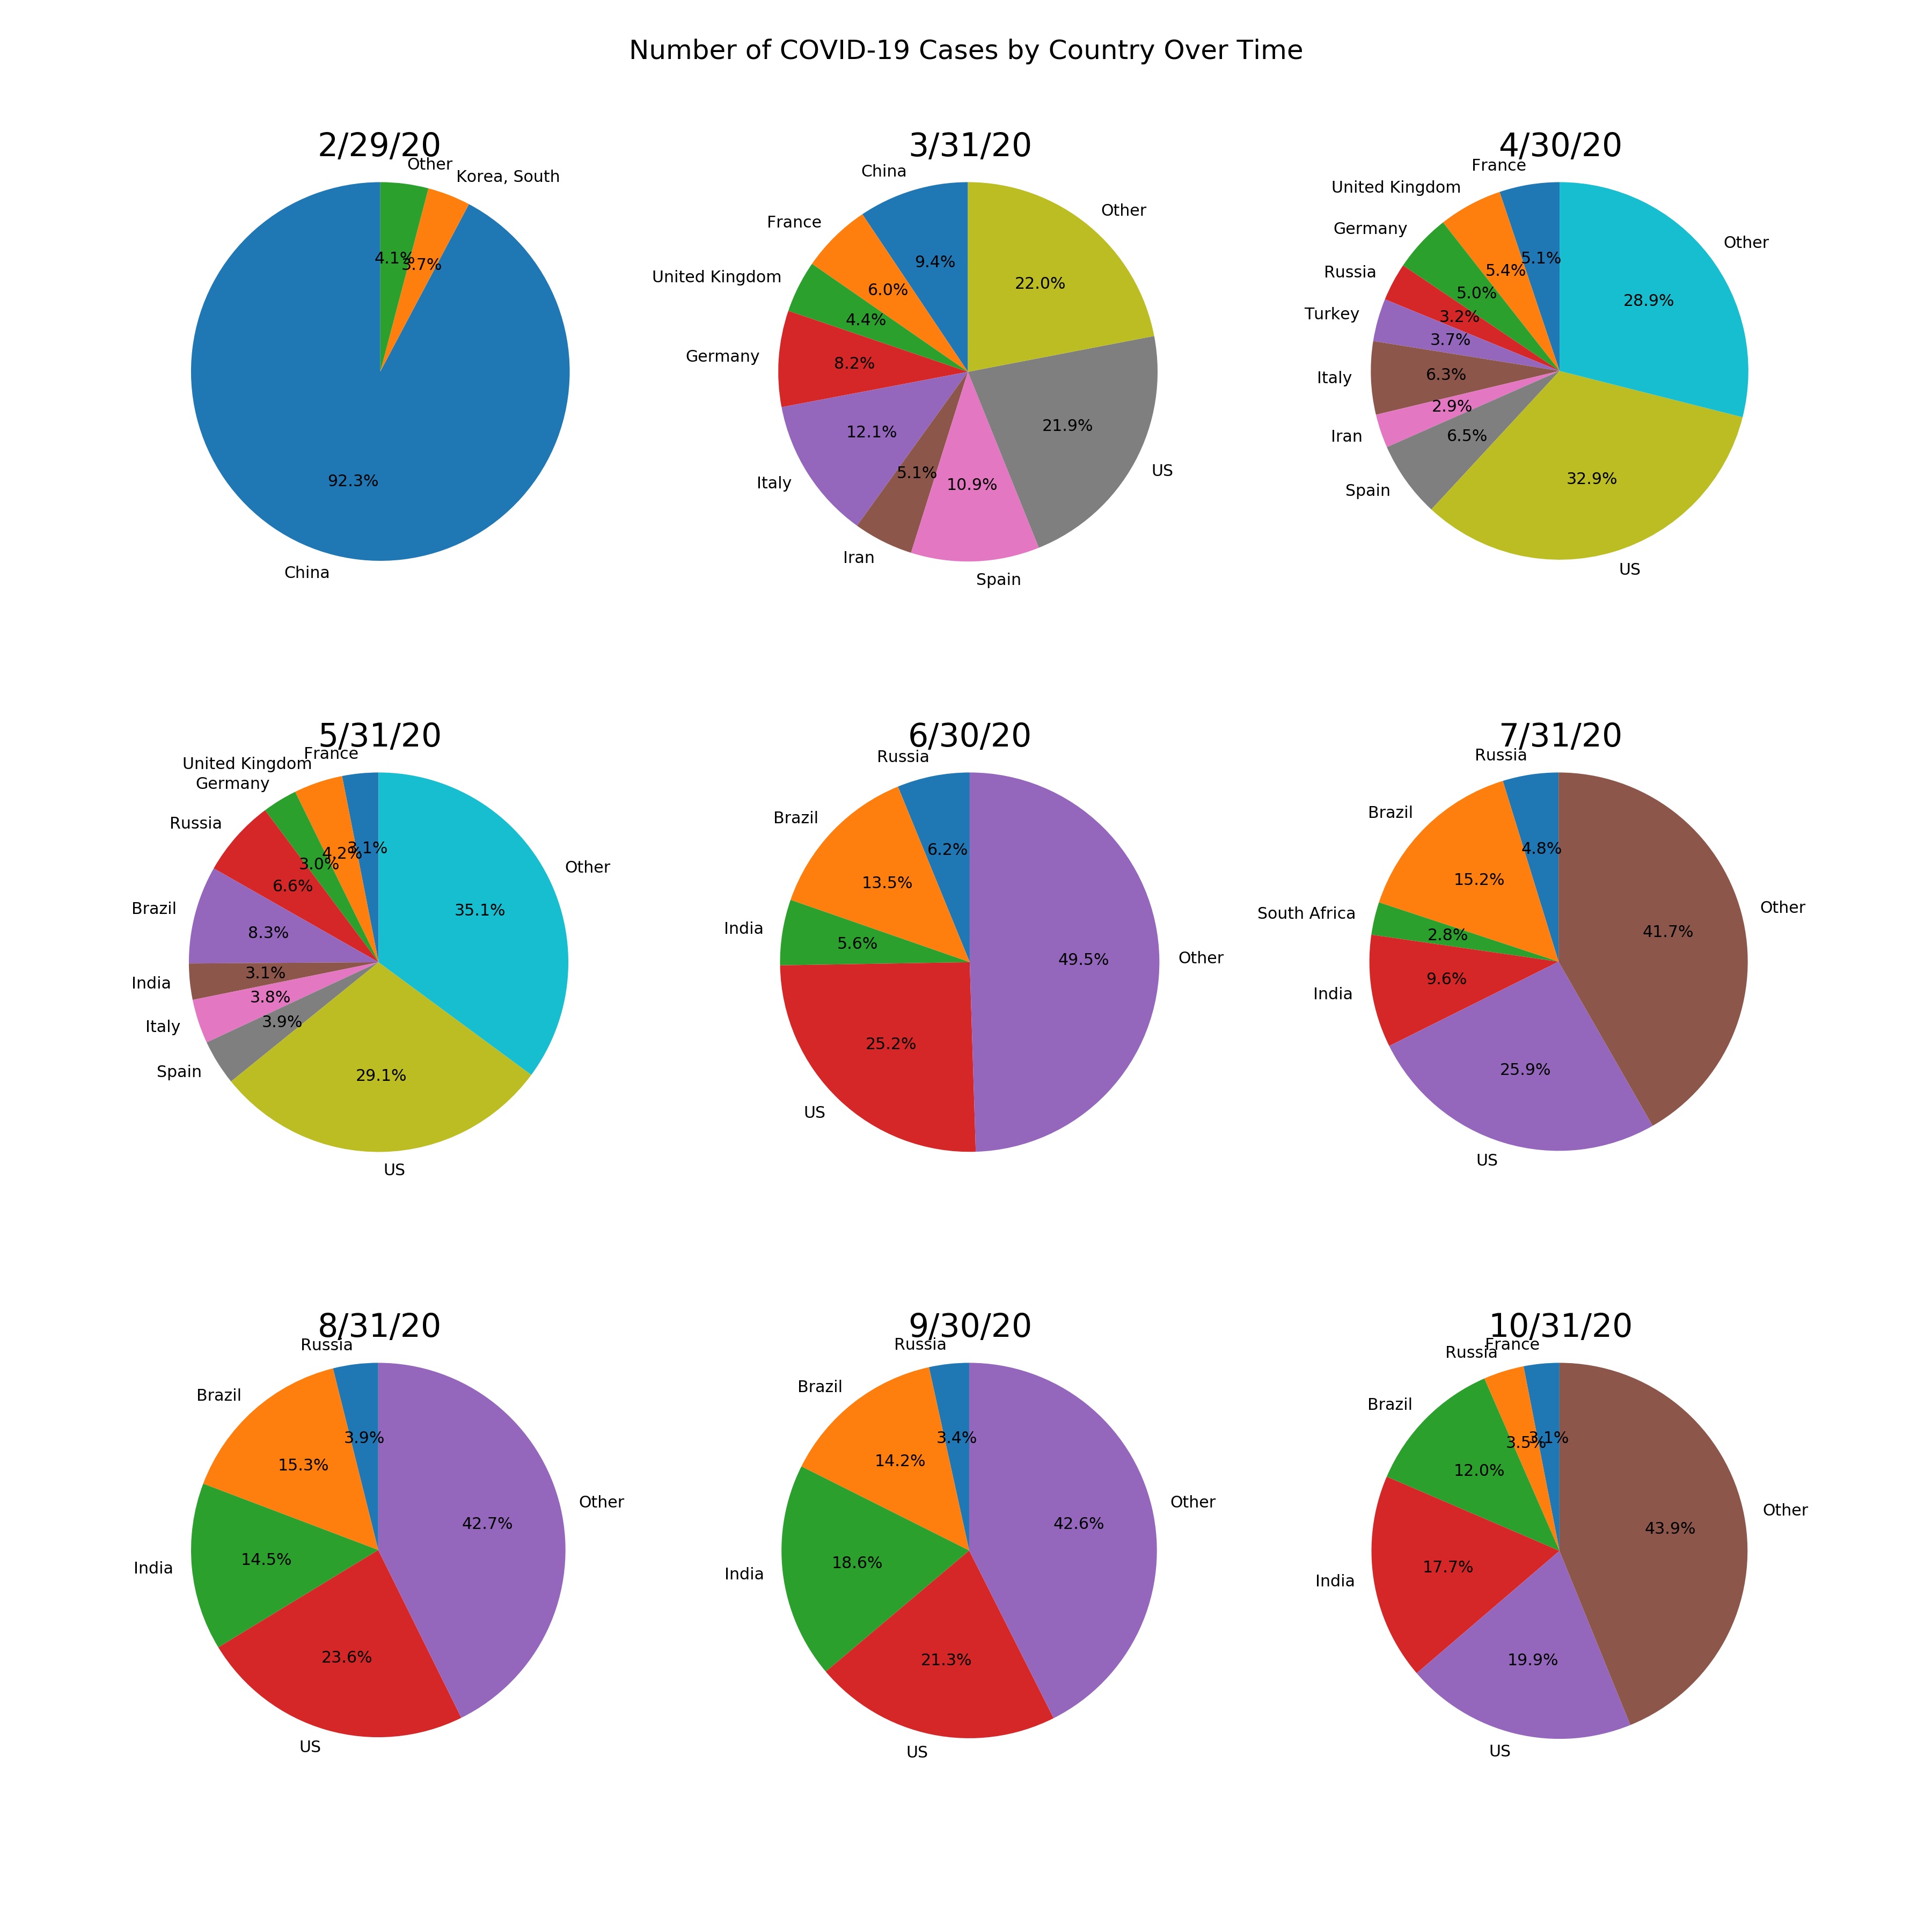 Number of COVID-19 Cases by Country Over Time
2/29/20
Other
Korea, South
4.1%
3.7%
92.3%
China
3/31/20
China
Other
France
United Kingdom
Germany
Italy
Iran
Spain
US
9.4%
6.0%
4.4%
8.2%
12.1%
5.1%
10.9%
21.9%
22.0%
4/30/20
France
United Kingdom
Germany
Russia
Turkey
Italy
Iran
Spain
US
Other
5.1%
5.4%
5.0%
3.2%
3.7%
6.3%
2.9%
6.5%
32.9%
28.9%
5/31/20
France
United Kingdom
Germany
Russia
Brazil
India
Italy
Spain
US
Other
3.1%
4.2%
3.0%
6.6%
8.3%
3.1%
3.8%
3.9%
29.1%
35.1%
6/30/20
Russia
Brazil
India
US
Other
6.2%
13.5%
5.6%
25.2%
49.5%
7/31/20
Russia
Brazil
South Africa
India
US
Other
4.8%
15.2%
2.8%
9.6%
25.9%
41.7%
8/31/20
Russia
Brazil
India
US
Other
3.9%
15.3%
14.5%
23.6%
42.7%
9/30/20
Russia
Brazil
India
US
Other
3.4%
14.2%
18.6%
21.3%
42.6%
10/31/20
France
Russia
Brazil
India
US
Other
3.1%
3.5%
12.0%
17.7%
19.9%
43.9%